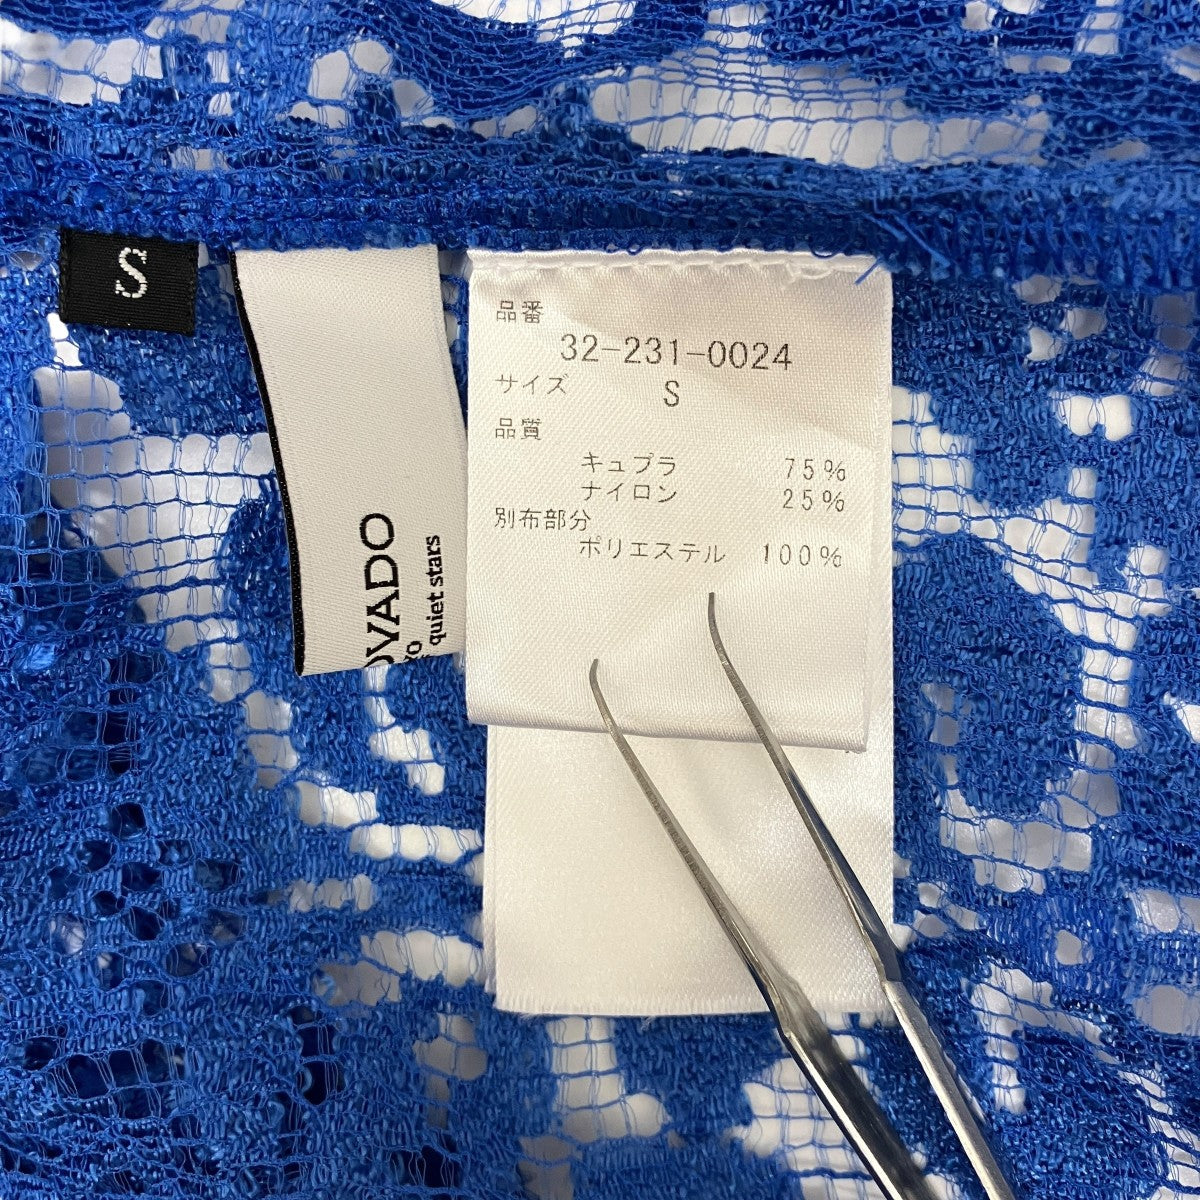 S
OVADO
YO
quiet stars
品番
32-231-0024
サイズ S
品質
キュプラ 75%
ナイロン 25%
別布部分
ポリエステル 100%